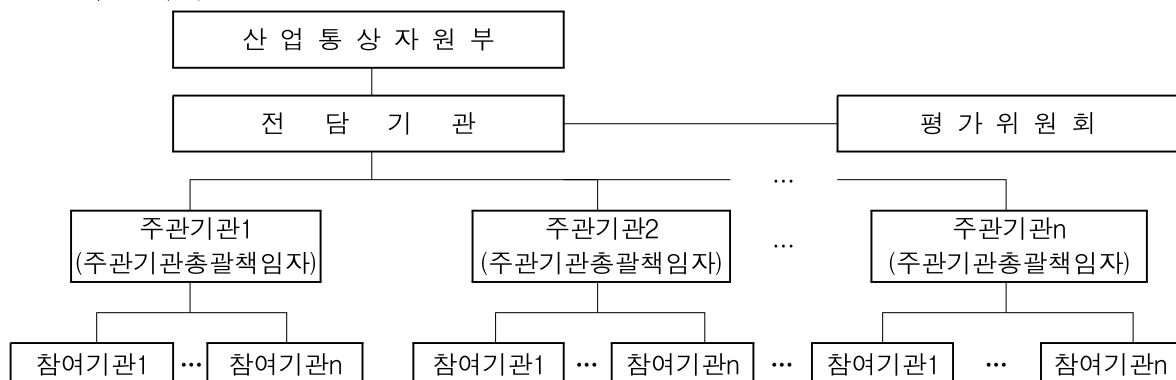 산 업 통 상 자 원 부
전 담 기 관
평 가 위 원 회
...
주관기관1
(주관기관총괄책임자)
주관기관2
(주관기관총괄책임자)
...
주관기관n
(주관기관총괄책임자)
참여기관1 ... 참여기관n
참여기관1 ... 참여기관n ... 참여기관1 ... 참여기관n